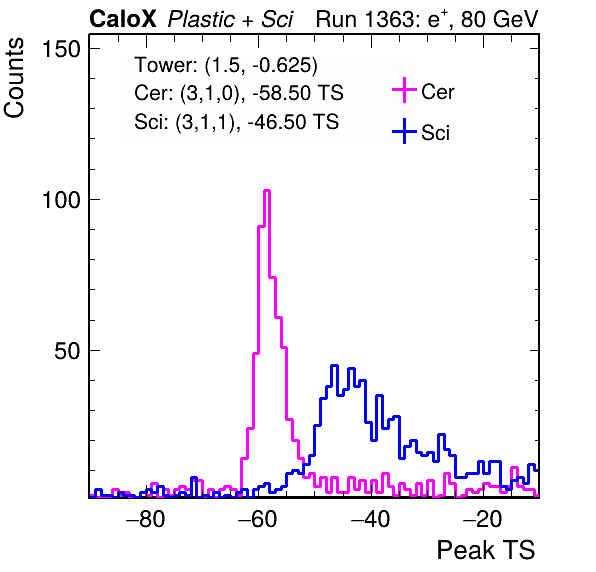 CaloX Plastic + Sci Run 1363: e⁺, 80 GeV
Counts
150
100
50
Tower: (1.5, -0.625)
Cer: (3,1,0), -58.50 TS
Sci: (3,1,1), -46.50 TS
Cer
Sci
−80 −60 −40 −20
Peak TS